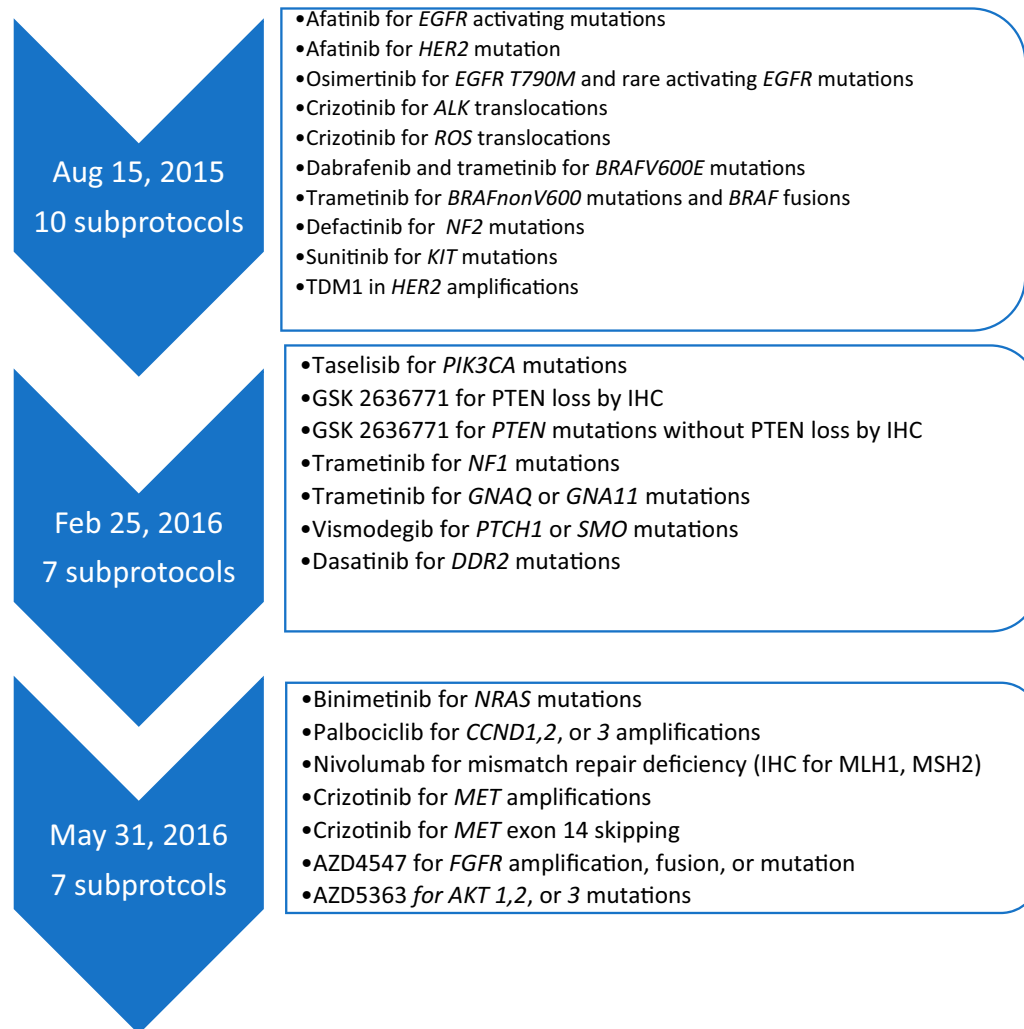 Aug 15, 2015
10 subprotocols
•Afatinib for EGFR activating mutations
•Afatinib for HER2 mutation
•Osimertinib for EGFR T790M and rare activating EGFR mutations
•Crizotinib for ALK translocations
•Crizotinib for ROS translocations
•Dabrafenib and trametinib for BRAFV600E mutations
•Trametinib for BRAFnonV600 mutations and BRAF fusions
•Defactinib for NF2 mutations
•Sunitinib for KIT mutations
•TDM1 in HER2 amplifications
Feb 25, 2016
7 subprotocols
•Taselisib for PIK3CA mutations
•GSK 2636771 for PTEN loss by IHC
•GSK 2636771 for PTEN mutations without PTEN loss by IHC
•Trametinib for NF1 mutations
•Trametinib for GNAQ or GNA11 mutations
•Vismodegib for PTCH1 or SMO mutations
•Dasatinib for DDR2 mutations
May 31, 2016
7 subprotcols
•Binimetinib for NRAS mutations
•Palbociclib for CCND1,2, or 3 amplifications
•Nivolumab for mismatch repair deficiency (IHC for MLH1, MSH2)
•Crizotinib for MET amplifications
•Crizotinib for MET exon 14 skipping
•AZD4547 for FGFR amplification, fusion, or mutation
•AZD5363 for AKT 1,2, or 3 mutations